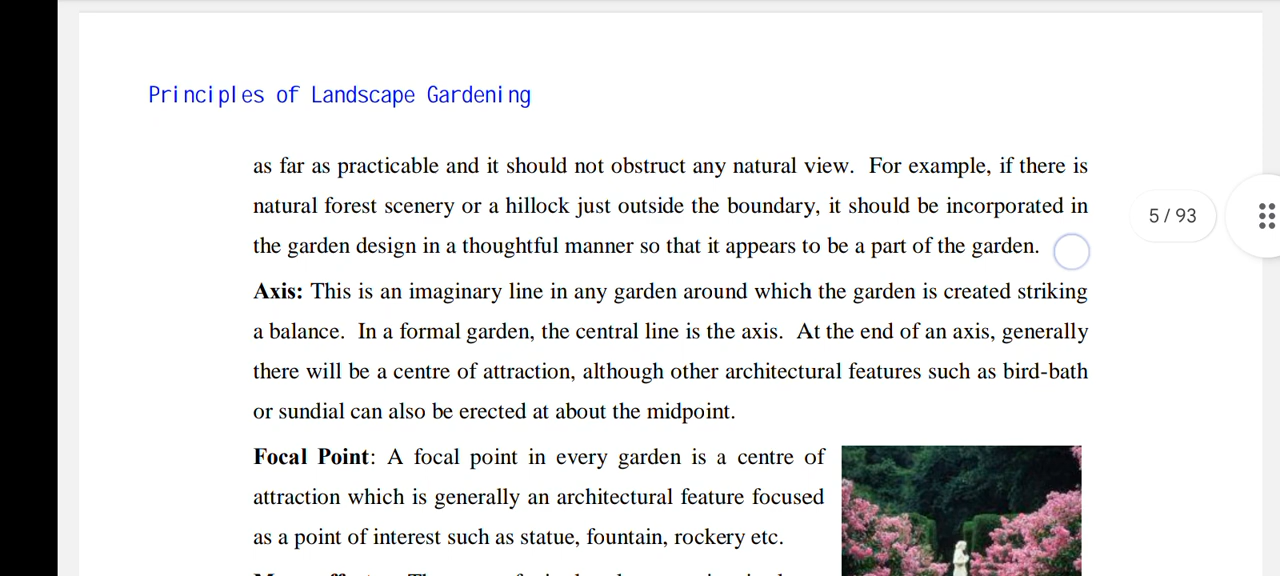 Principles of Landscape Gardening
as far as practicable and it should not obstruct any natural view. For example, if there is
natural forest scenery or a hillock just outside the boundary, it should be incorporated in
the garden design in a thoughtful manner so that it appears to be a part of the garden.
5 / 93
Axis: This is an imaginary line in any garden around which the garden is created striking
a balance. In a formal garden, the central line is the axis. At the end of an axis, generally
there will be a centre of attraction, although other architectural features such as bird-bath
or sundial can also be erected at about the midpoint.
Focal Point: A focal point in every garden is a centre of
attraction which is generally an architectural feature focused
as a point of interest such as statue, fountain, rockery etc.